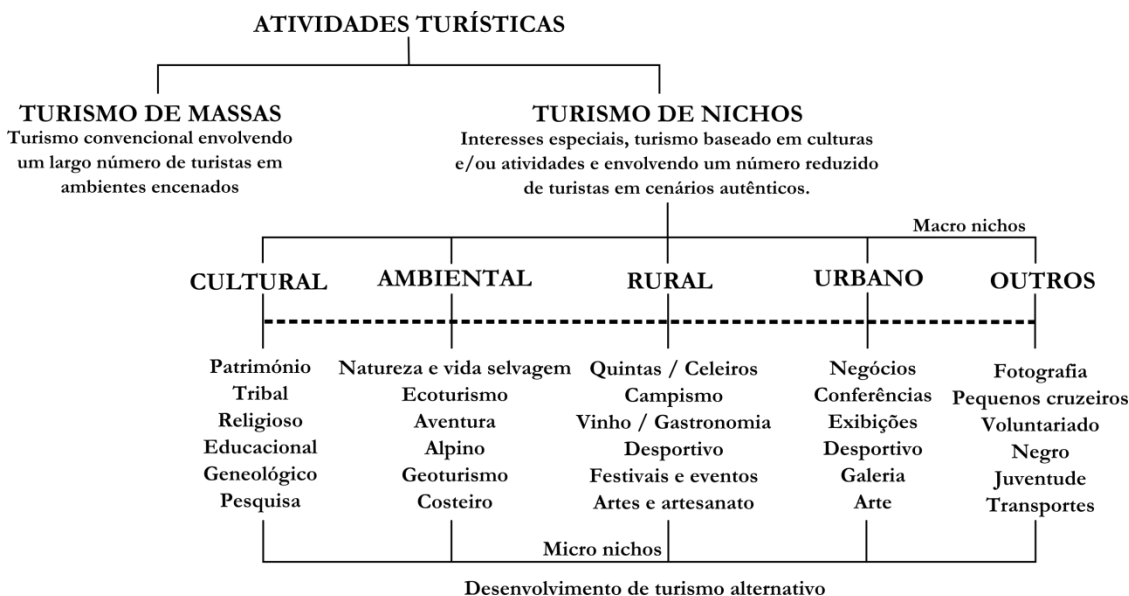 ATIVIDADES TURÍSTICAS
TURISMO DE MASSAS
Turismo convencional envolvendo
um largo número de turistas em
ambientes encenados
TURISMO DE NICHOS
Interesses especiais, turismo baseado em culturas
e/ou atividades e envolvendo um número reduzido
de turistas em cenários autênticos.
Macro nichos
CULTURAL
AMBIENTAL
RURAL
URBANO
OUTROS
Património
Tribal
Religioso
Educacional
Geneológico
Pesquisa
Natureza e vida selvagem
Ecoturismo
Aventura
Alpino
Geoturismo
Costeiro
Quintas / Celeiros
Campismo
Vinho / Gastronomia
Desportivo
Festivais e eventos
Artes e artesanato
Negócios
Conferências
Exibições
Desportivo
Galeria
Arte
Fotografia
Pequenos cruzeiros
Voluntariado
Negro
Juventude
Transportes
Micro nichos
Desenvolvimento de turismo alternativo